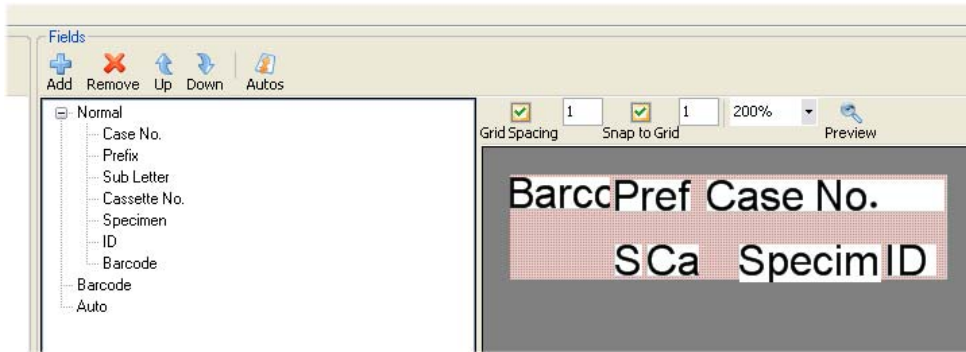 Fields
Add Remove Up Down Autos
Normal
Case No.
Prefix
Sub Letter
Cassette No.
Specimen
ID
Barcode
Barcode
Auto
1 1 200%
Grid Spacing Snap to Grid Preview
Barcc Pref Case No.
S Ca Specim ID